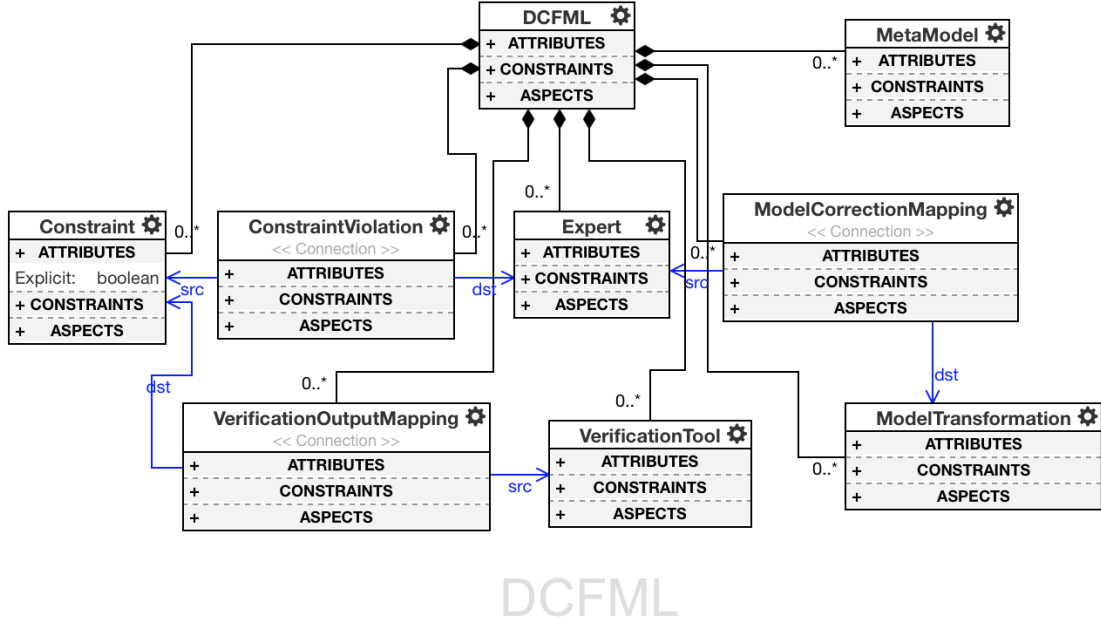 DCFML
+ ATTRIBUTES
+ CONSTRAINTS
+ ASPECTS
MetaModel
+ ATTRIBUTES
+ CONSTRAINTS
+ ASPECTS
0..*
Constraint
+ ATTRIBUTES
Explicit: boolean
+ CONSTRAINTS
+ ASPECTS
0..*
ConstraintViolation
<< Connection >>
+ ATTRIBUTES
+ CONSTRAINTS
+ ASPECTS
0..*
src
dst
0..*
Expert
+ ATTRIBUTES
+ CONSTRAINTS
+ ASPECTS
ModelCorrectionMapping
<< Connection >>
+ ATTRIBUTES
+ CONSTRAINTS
+ ASPECTS
0..*
src
dst
dst
0..*
VerificationOutputMapping
<< Connection >>
+ ATTRIBUTES
+ CONSTRAINTS
+ ASPECTS
src
0..*
VerificationTool
+ ATTRIBUTES
+ CONSTRAINTS
+ ASPECTS
ModelTransformation
+ ATTRIBUTES
+ CONSTRAINTS
+ ASPECTS
0..*
DCFML